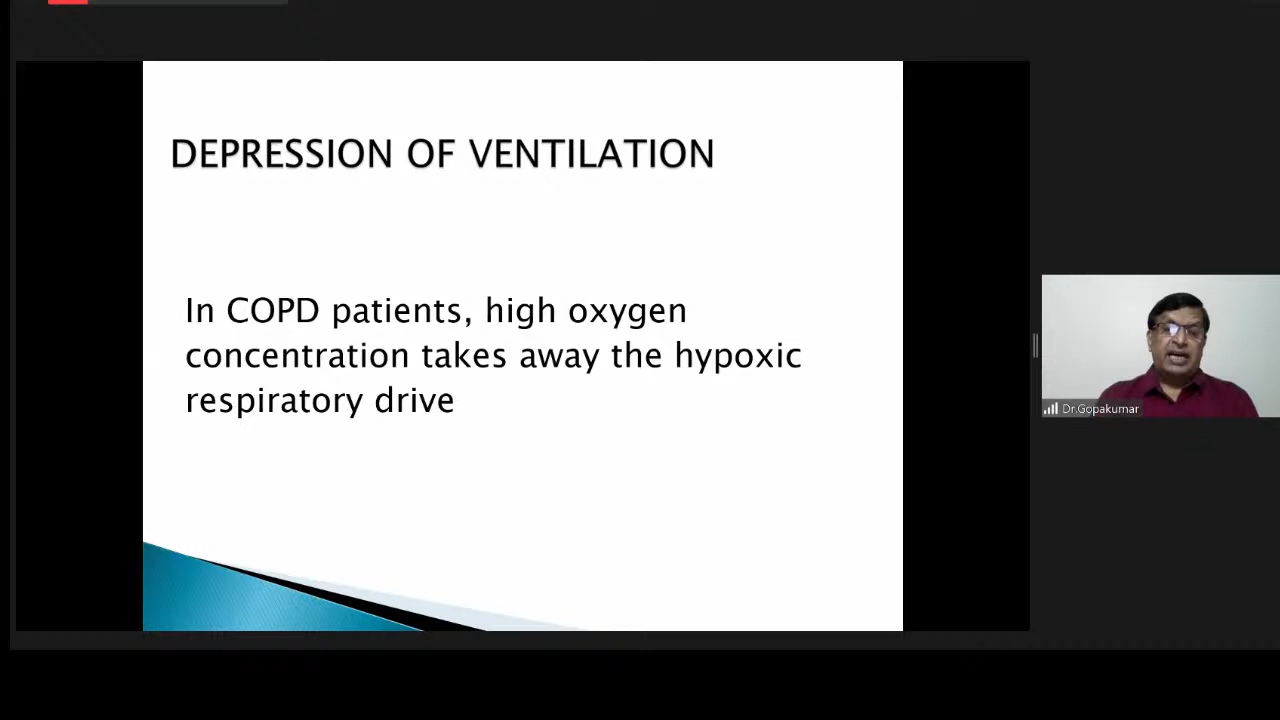 DEPRESSION OF VENTILATION
In COPD patients, high oxygen
concentration takes away the hypoxic
respiratory drive
Dr.Gopakumar